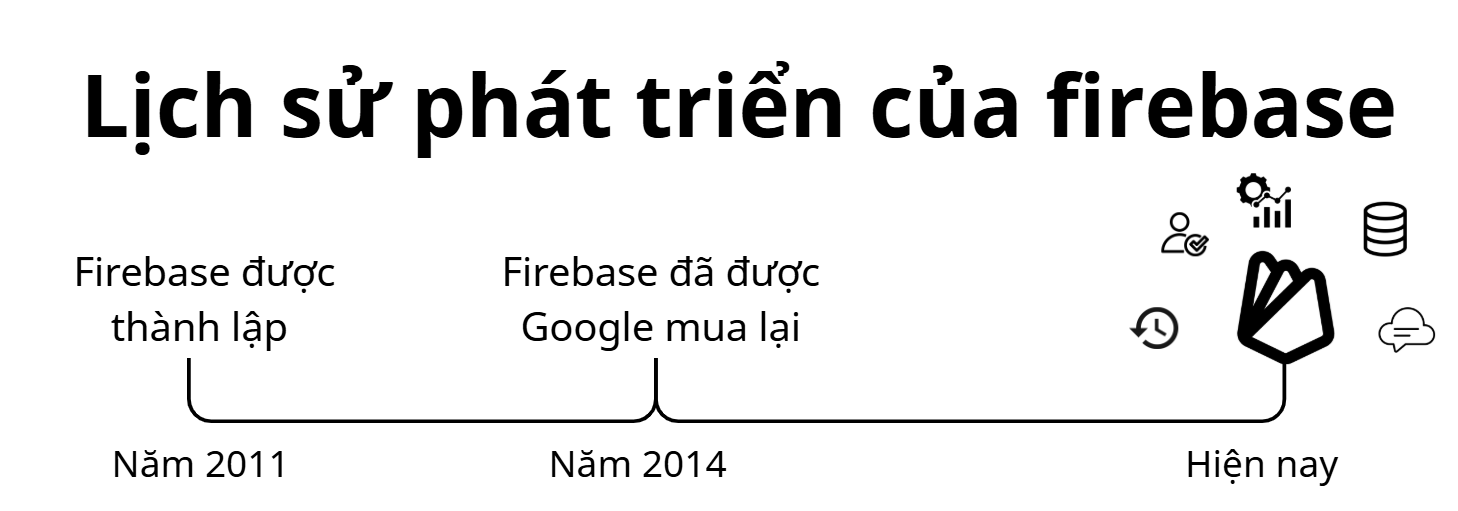 Lịch sử phát triển của firebase
Firebase được
thành lập
Firebase đã được
Google mua lại
Năm 2011
Năm 2014
Hiện nay